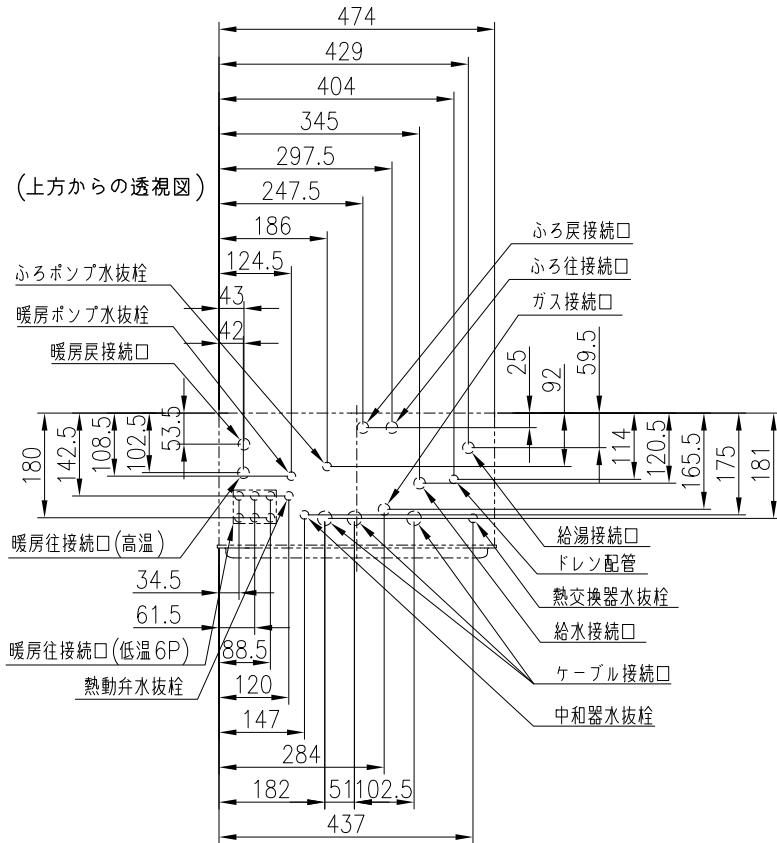 474
429
404
345
297.5
(上方からの透視図)
247.5
186
ふろ戻接続口
124.5
ふろ往接続口
ふろポンプ水抜栓
43
ガス接続口
暖房ポンプ水抜栓
42
暖房戻接続口
25
92
59.5
180
142.5
108.5
102.5
53.5
114
120.5
165.5
175
181
暖房往接続口(高温)
給湯接続口
ドレン配管
34.5
熱交換器水抜栓
61.5
給水接続口
暖房往接続口(低温6P)
88.5
ケーブル接続口
熱動弁水抜栓
120
中和器水抜栓
147
284
182
51
102.5
437